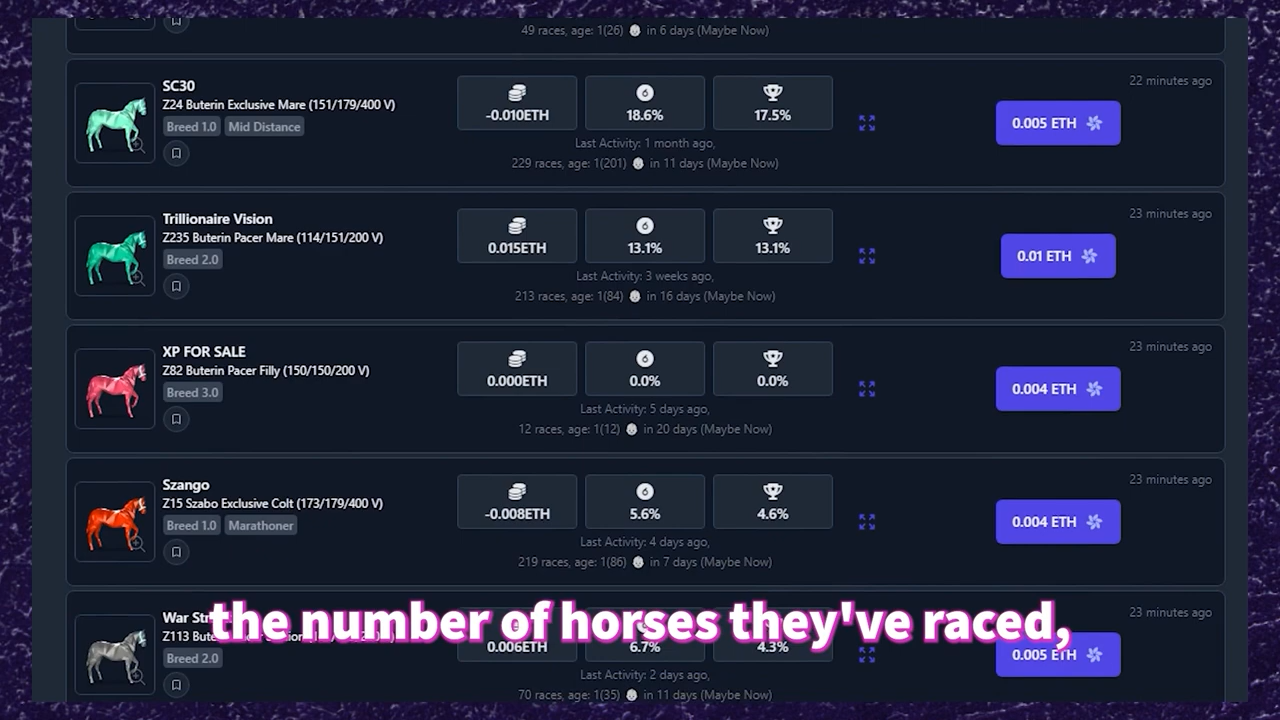 49 races, age: 1(26) in 6 days (Maybe Now)
SC30
Z24 Buterin Exclusive Mare (151/179/400 V)
Breed 1.0 Mid Distance
-0.010ETH 18.6% 17.5%
Last Activity: 1 month ago,
229 races, age: 1(201) in 11 days (Maybe Now)
22 minutes ago
0.005 ETH
Trillionaire Vision
Z235 Buterin Pacer Mare (114/151/200 V)
Breed 2.0
0.015ETH 13.1% 13.1%
Last Activity: 3 weeks ago,
213 races, age: 1(84) in 16 days (Maybe Now)
23 minutes ago
0.01 ETH
XP FOR SALE
Z82 Buterin Pacer Filly (150/150/200 V)
Breed 3.0
0.000ETH 0.0% 0.0%
Last Activity: 5 days ago,
12 races, age: 1(12) in 20 days (Maybe Now)
23 minutes ago
0.004 ETH
Szango
Z15 Szabo Exclusive Colt (173/179/400 V)
Breed 1.0 Marathoner
-0.008ETH 5.6% 4.6%
Last Activity: 4 days ago,
219 races, age: 1(86) in 7 days (Maybe Now)
23 minutes ago
0.004 ETH
War
Z113
Breed 2.0
0.006ETH 6.7% 4.3%
Last Activity: 2 days ago,
70 races, age: 1(35) in 11 days (Maybe Now)
23 minutes ago
0.005 ETH
the number of horses they've raced,